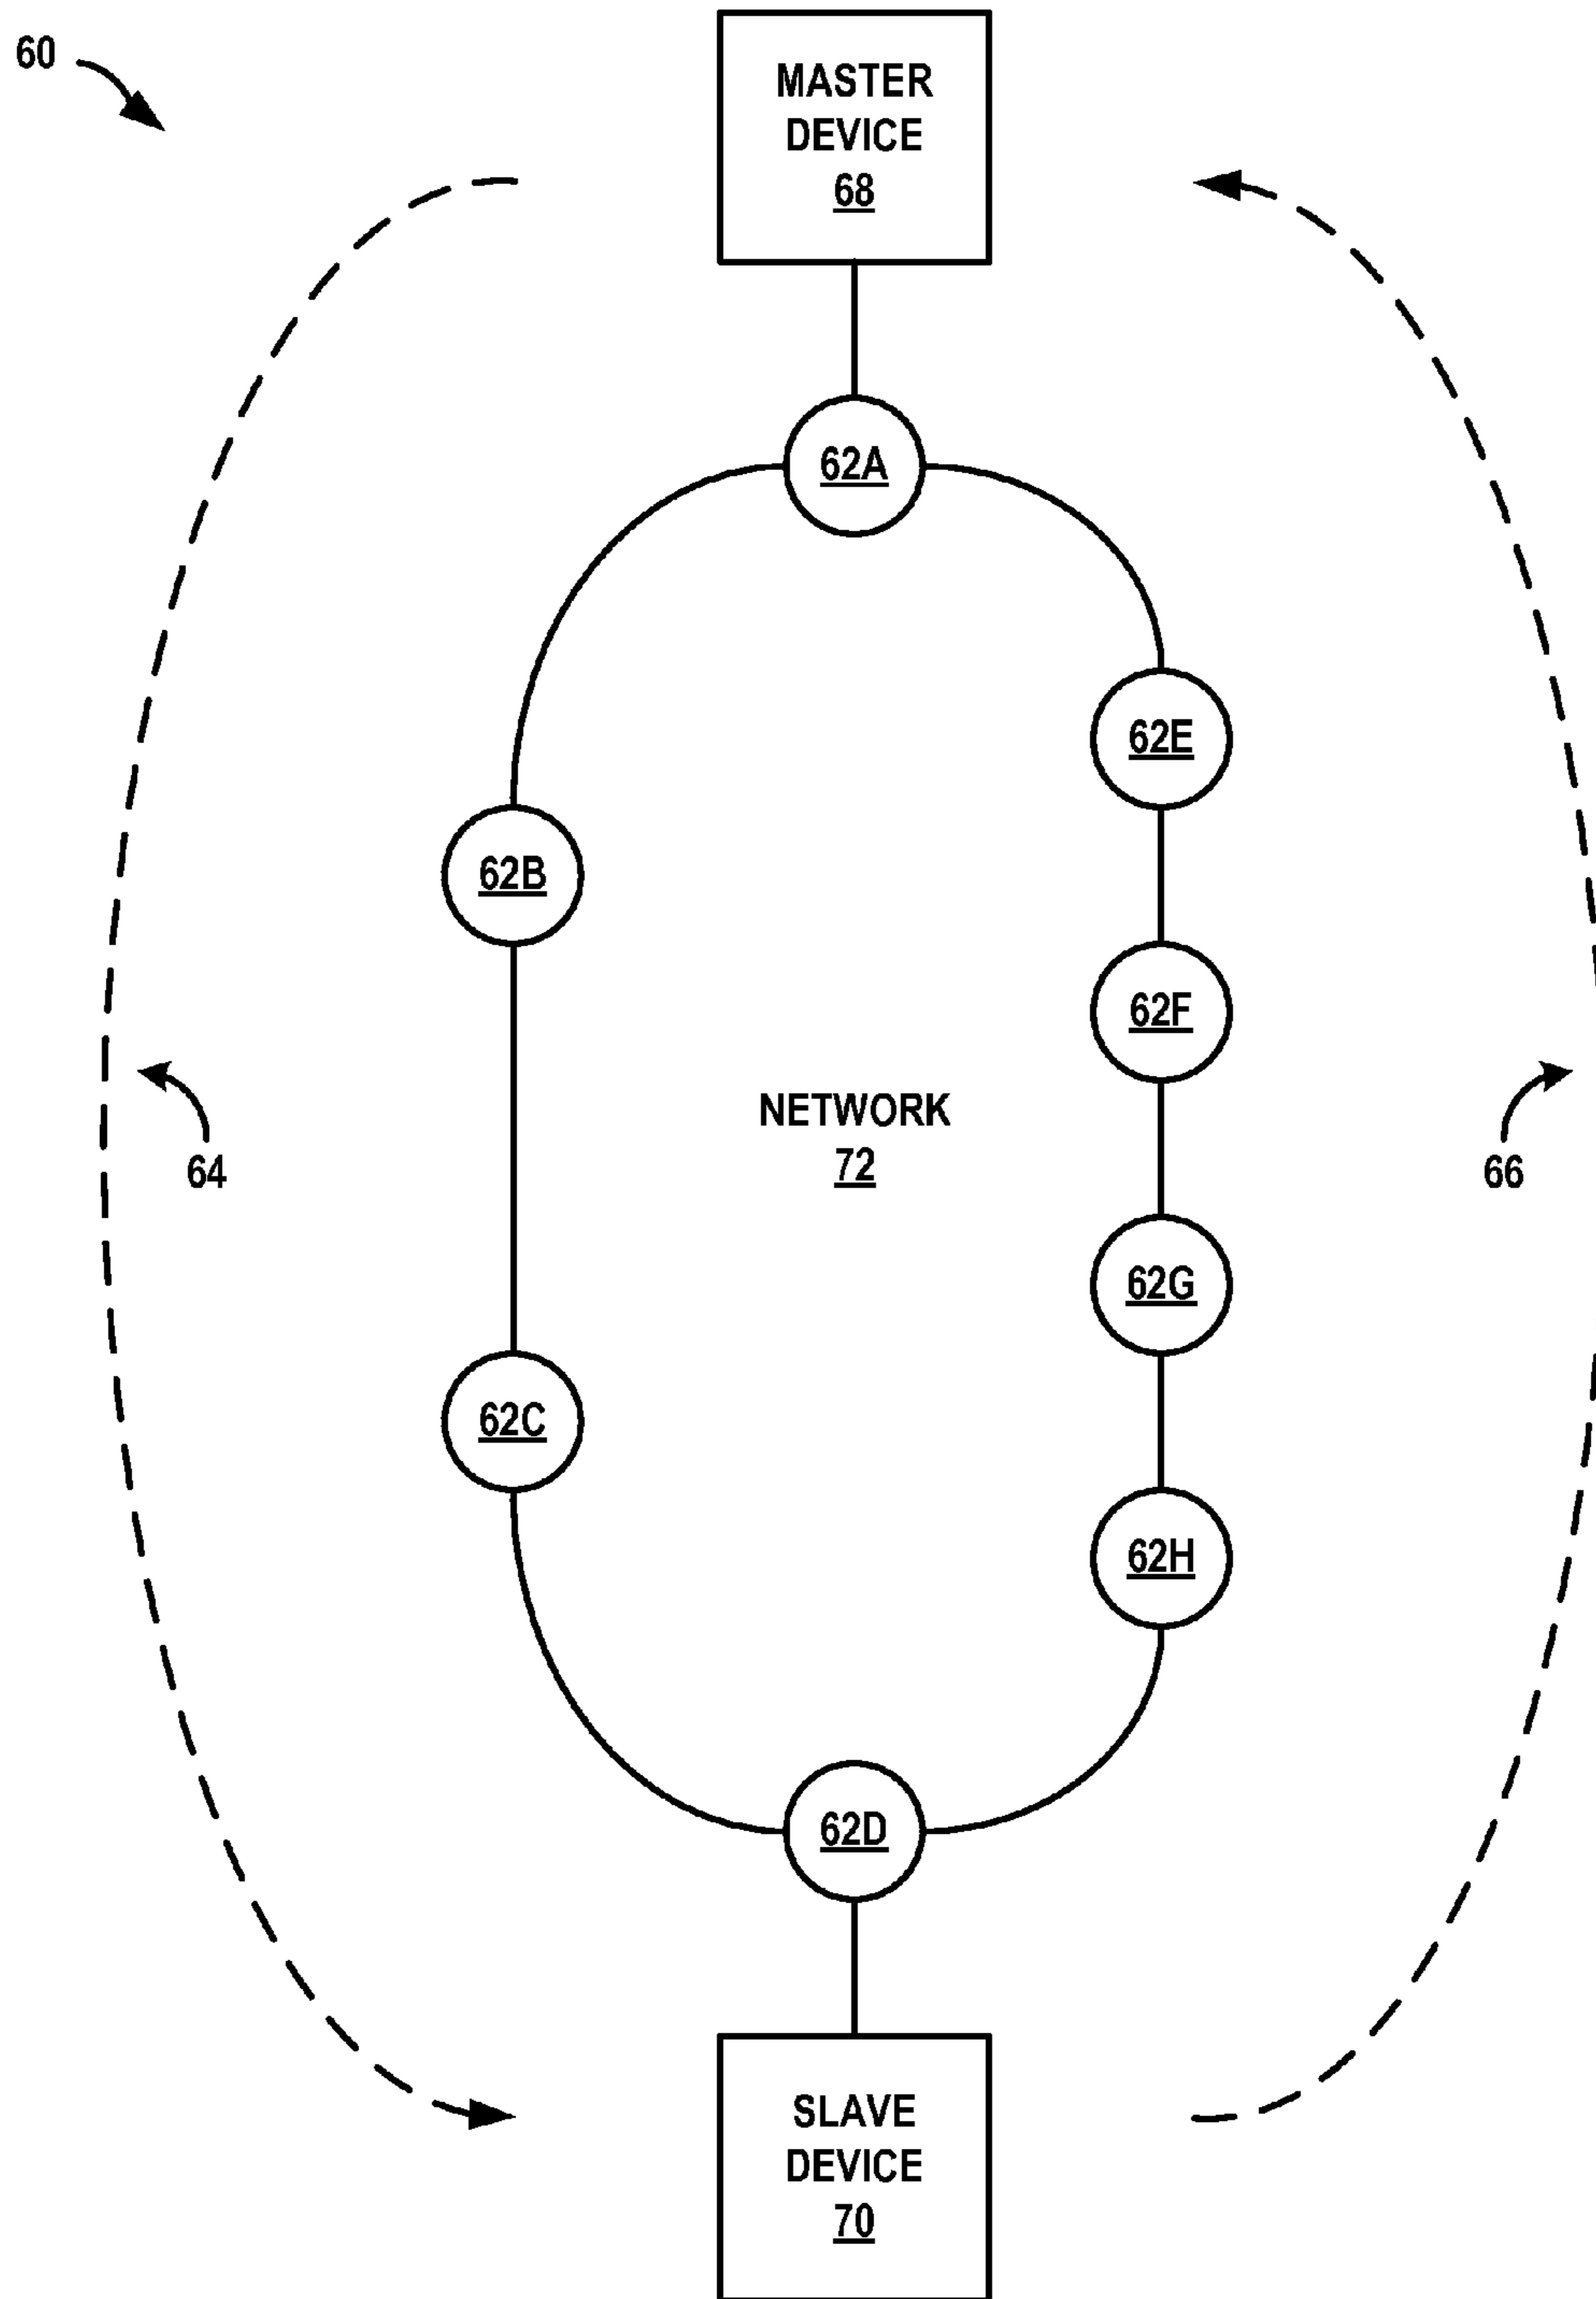 60
MASTER
DEVICE
68
62A
62E
62B
62F
NETWORK
72
64
66
62G
62C
62H
62D
SLAVE
DEVICE
70